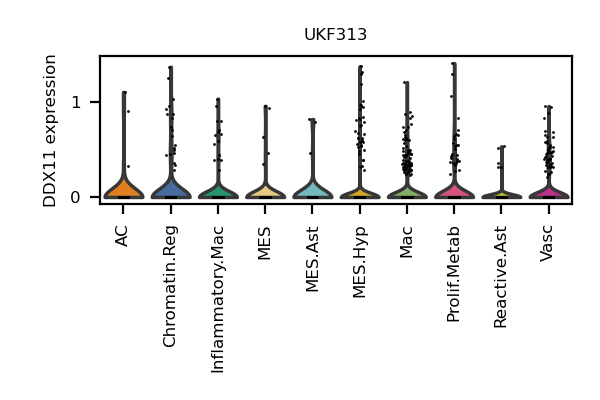 UKF313
DDX11 expression
1
0
AC
Chromatin.Reg
Inflammatory.Mac
MES
MES.Ast
MES.Hyp
Mac
Prolif.Metab
Reactive.Ast
Vasc